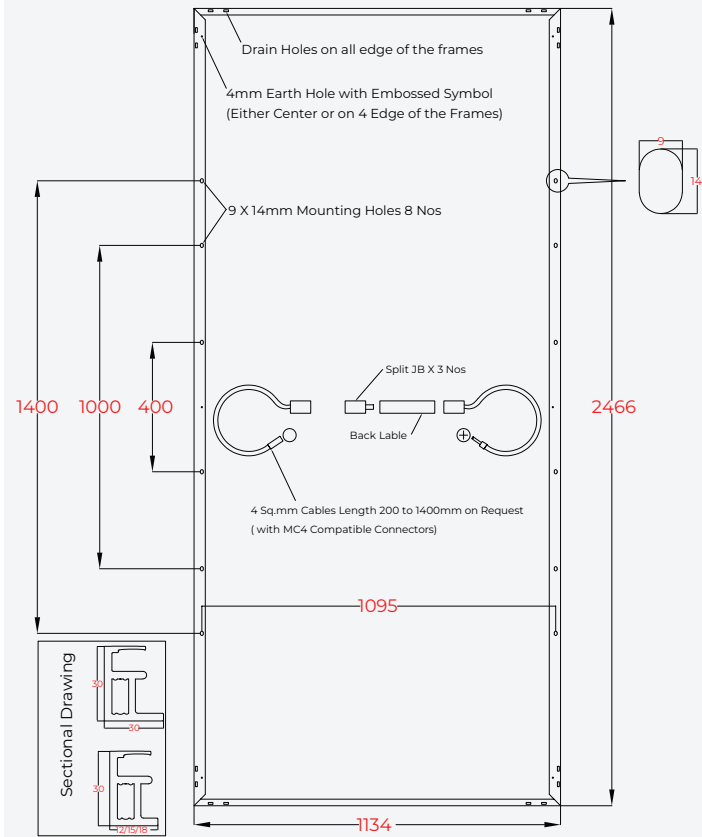 Drain Holes on all edge of the frames
4mm Earth Hole with Embossed Symbol
(Either Center or on 4 Edge of the Frames)
9
14
9 X 14mm Mounting Holes 8 Nos
Split JB X 3 Nos
1400
1000
400
2466
Back Lable
4 Sq.mm Cables Length 200 to 1400mm on Request
( with MC4 Compatible Connectors)
1095
Sectional Drawing
30
30
30
12/15/18
1134